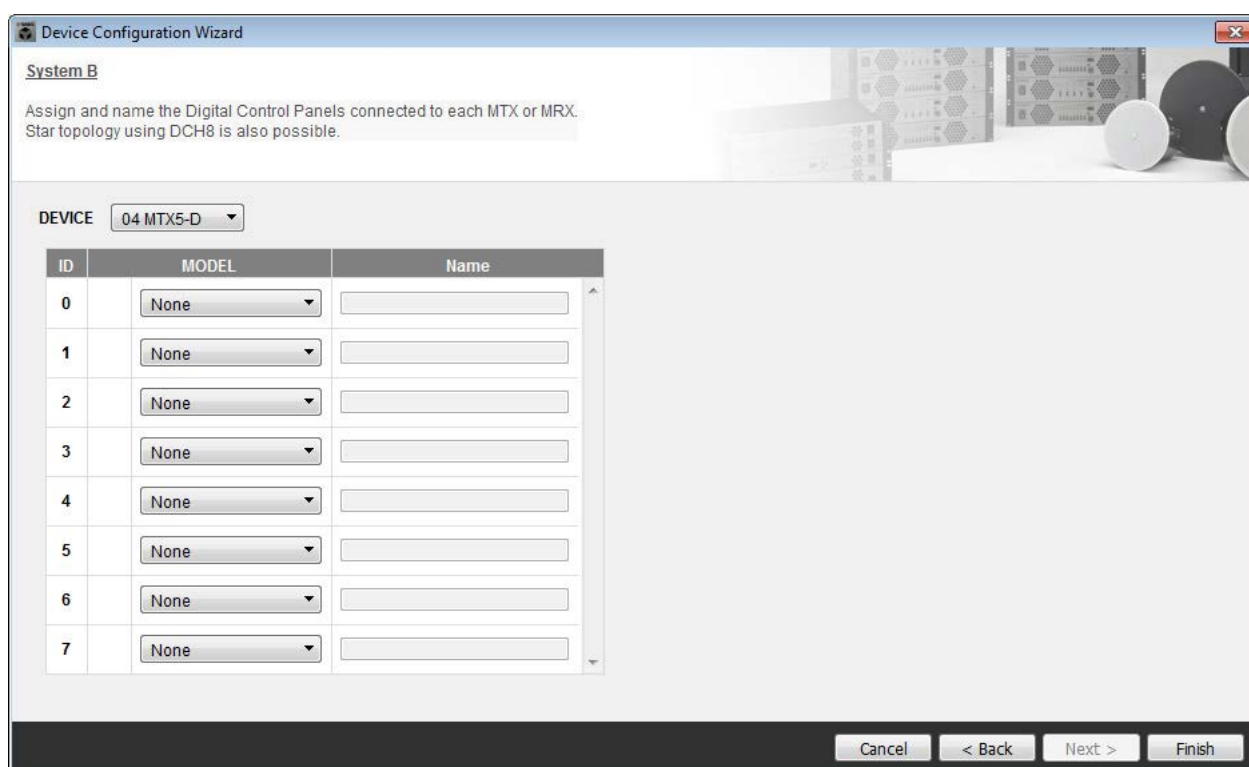 Device Configuration Wizard
System B
Assign and name the Digital Control Panels connected to each MTX or MRX.
Star topology using DCH8 is also possible.
DEVICE 04 MTX5-D
ID MODEL Name
0 None
1 None
2 None
3 None
4 None
5 None
6 None
7 None
Cancel < Back Next > Finish